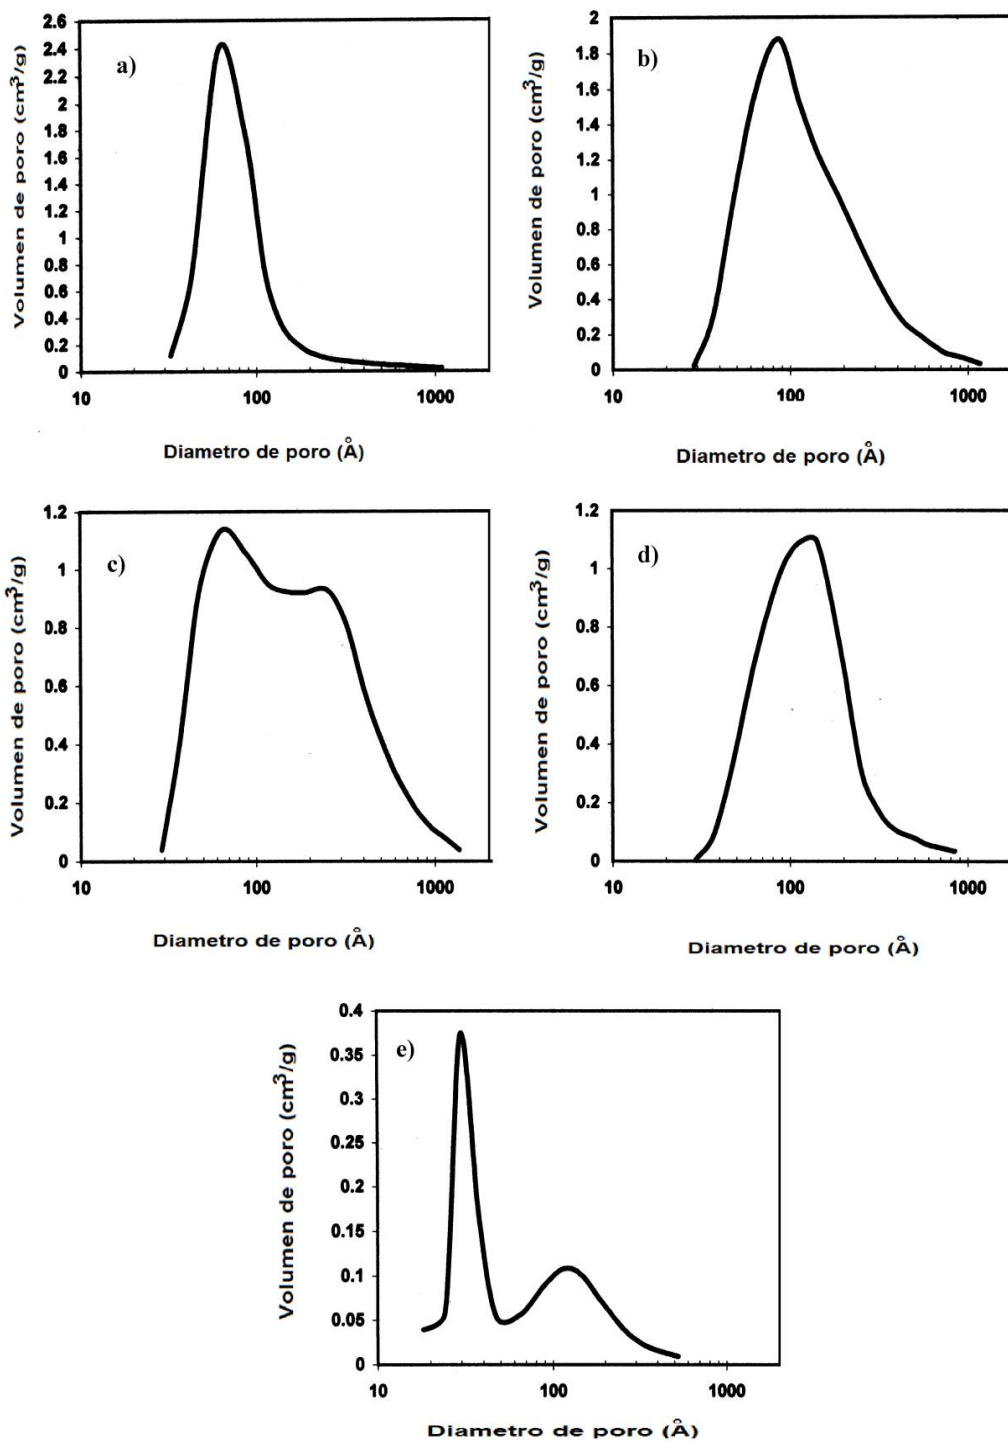 a)
Volumen de poro (cm³/g)
2.6
2.4
2.2
2
1.8
1.6
1.4
1.2
1
0.8
0.6
0.4
0.2
0
10 100 1000
Diametro de poro (Å)
b)
Volumen de poro (cm³/g)
2
1.8
1.6
1.4
1.2
1
0.8
0.6
0.4
0.2
0
10 100 1000
Diametro de poro (Å)
c)
Volumen de poro (cm³/g)
1.2
1
0.8
0.6
0.4
0.2
0
10 100 1000
Diametro de poro (Å)
d)
Volumen de poro (cm³/g)
1.2
1
0.8
0.6
0.4
0.2
0
10 100 1000
Diametro de poro (Å)
e)
Volumen de poro (cm³/g)
0.4
0.35
0.3
0.25
0.2
0.15
0.1
0.05
0
10 100 1000
Diametro de poro (Å)